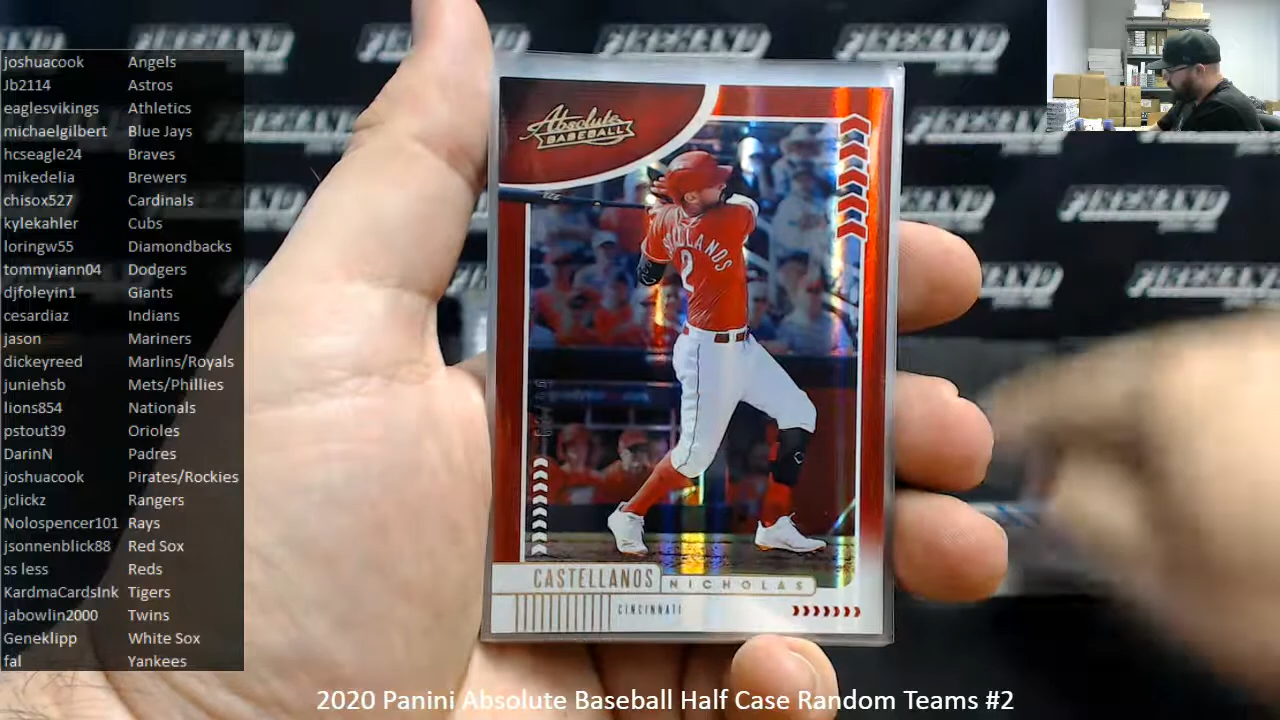 joshuacook Angels
Jb2114 Astros
eaglesvikings Athletics
michaelgilbert Blue Jays
hcseagle24 Braves
mikedelia Brewers
chisox527 Cardinals
kylekahler Cubs
loringw55 Diamondbacks
tommyiann04 Dodgers
djfoleyin1 Giants
cesardiaz Indians
jason Mariners
dickeyreed Marlins/Royals
juniehsb Mets/Phillies
lions854 Nationals
pstout39 Orioles
DarinN Padres
joshuacook Pirates/Rockies
jclickz Rangers
Nolospencer101 Rays
jsonnenblick88 Red Sox
ss less Reds
KardmaCardsInk Tigers
jabowlin2000 Twins
Geneklipp White Sox
fal Yankees
Absolute
BASEBALL
CASTELLANOS
2
CASTELLANOS NICHOLAS
CINCINNATI
2020 Panini Absolute Baseball Half Case Random Teams #2